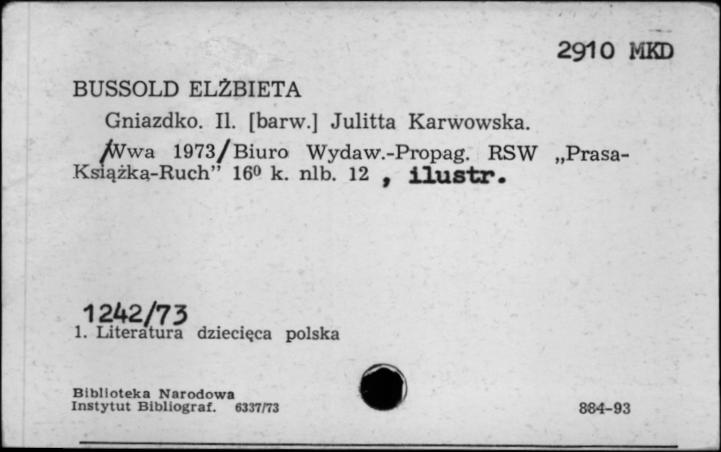 2910 MKD
BUSSOLD ELŻBIETA
Gniazdko. Il. [barw.] Julitta Karwowska.
/Wwa 1973/ Biuro Wydaw.-Propag. RSW „Prasa-
Książka-Ruch” 16⁰ k. nlb. 12 , ilustr.
1242/73
1. Literatura dziecięca polska
Biblioteka Narodowa
Instytut Bibliograf. 6337/73
884-93